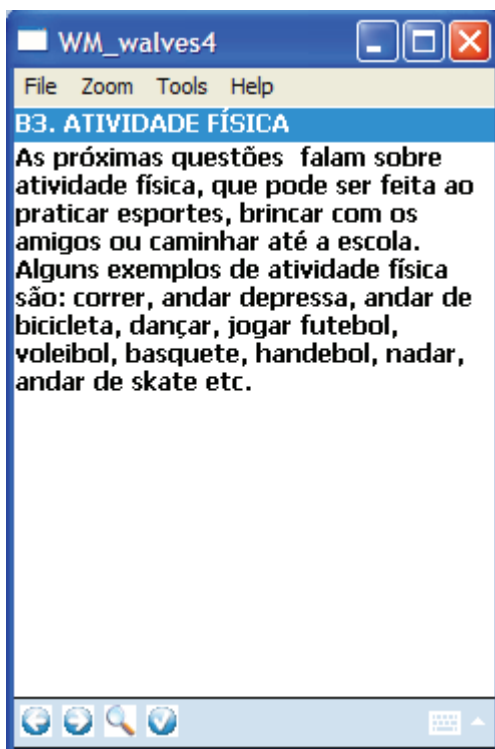 WM_walves4
File Zoom Tools Help
B3. ATIVIDADE FÍSICA
As próximas questões  falam sobre
atividade física, que pode ser feita ao
praticar esportes, brincar com os
amigos ou caminhar até a escola.
Alguns exemplos de atividade física
são: correr, andar depressa, andar de
bicicleta, dançar, jogar futebol,
voleibol, basquete, handebol, nadar,
andar de skate etc.